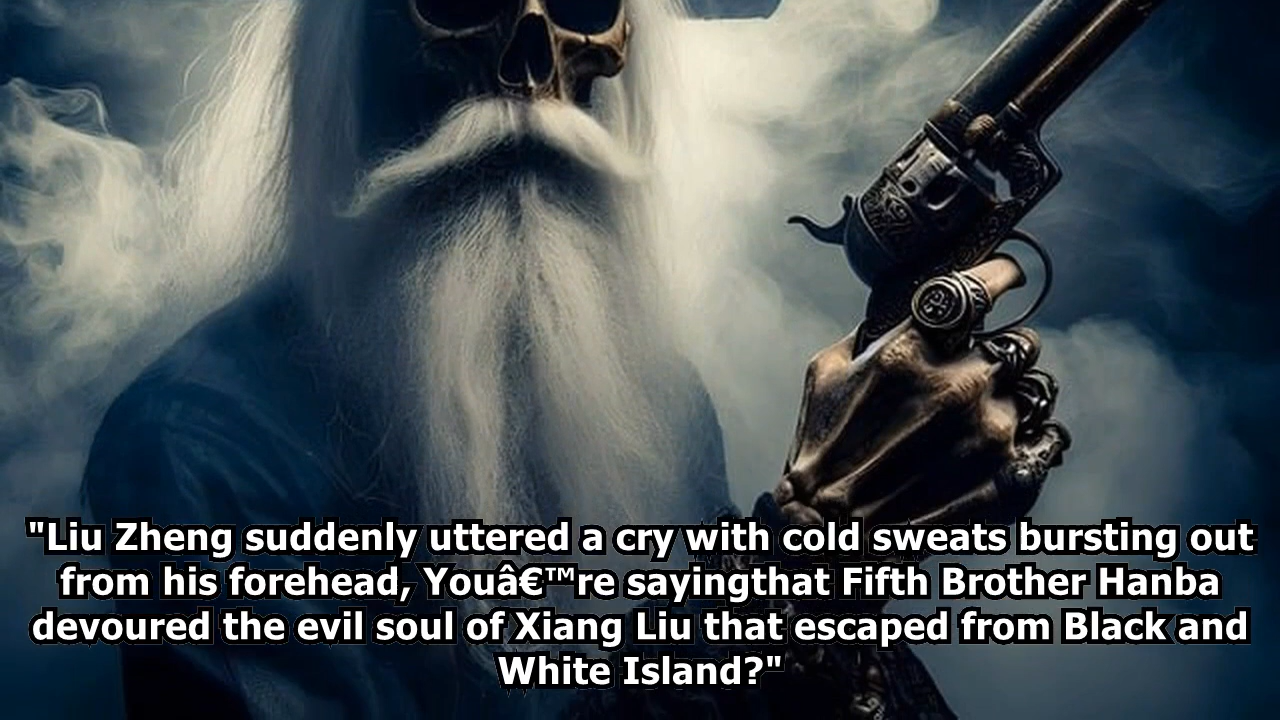 "Liu Zheng suddenly uttered a cry with cold sweats bursting out
from his forehead, Youâ€™re sayingthat Fifth Brother Hanba
devoured the evil soul of Xiang Liu that escaped from Black and
White Island?"